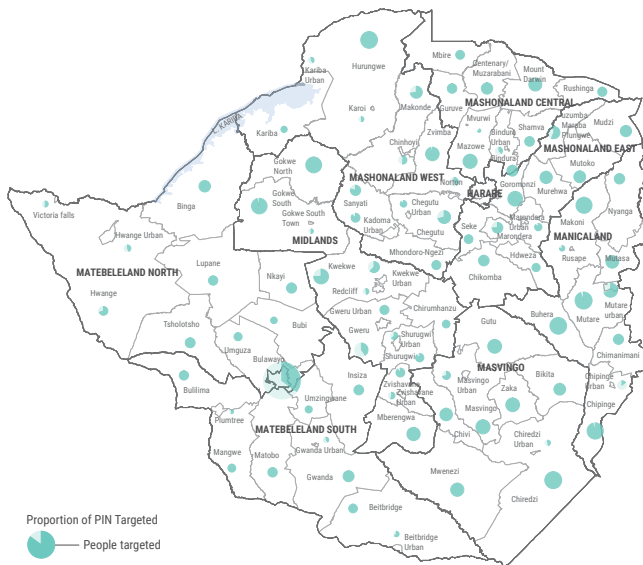 Mbire
Centenary/
Muzarabani
Mount
Darwin
Rushinga
Hurungwe
Kariba
Urban
Karoi
Makonde
Guruve
MASHONALAND CENTRAL
Mvurwi
Bindura
Urban
Shamva
Uzumba
Maraba
Pfungwe
Mudzi
L. KARIBA
Kariba
Chinhoyi
Zvimba
Mazowe
Bindura
MASHONALAND EAST
Mutoko
Gokwe
North
MASHONALAND WEST
Norton
HARARE
Goromonzi
Murehwa
Nyanga
Victoria falls
Binga
Gokwe
South
Gokwe South
Town
Sanyati
Chegutu
Urban
Kadoma
Urban
Chegutu
Seke
Marondera
Urban
Marondera
Makoni
MANICALAND
Hwange Urban
MIDLANDS
Mhondoro-Ngezi
Hdweza
Rusape
Mutasa
MATEBELELAND NORTH
Lupane
Nkayi
Kwekwe
Kwekwe
Urban
Chikomba
Hwange
Redcliff
Mutare
Mutare
urban
Tsholotsho
Bubi
Gweru Urban
Chirumhanzu
Gutu
Buhera
Umguza
Gweru
Shurugwi
Urban
Shurugwi
Chimanimani
Bulawayo
MASVINGO
Bulilima
Insiza
Zvishavane
Zvishavane
Urban
Masvingo
Urban
Zaka
Bikita
Chipinge
Urban
Chipinge
Umzingwane
Mberengwa
Masvingo
Plumtree
MATEBELELAND SOUTH
Chivi
Chiredzi
Urban
Mangwe
Matobo
Gwanda Urban
Gwanda
Mwenezi
Chiredzi
Beitbridge
Beitbridge
Urban
Proportion of PIN Targeted
People targeted